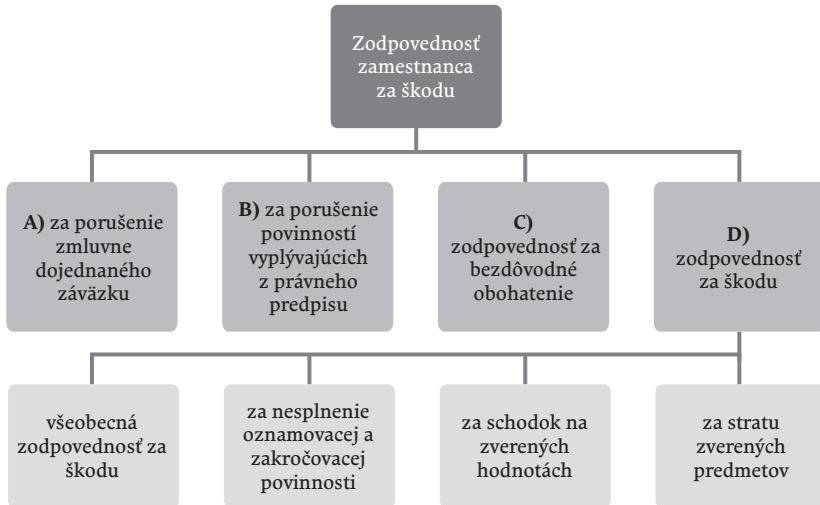 Zodpovednosť
zamestnanca
za škodu
A) za porušenie
zmluvne
dojednaného
záväzku
B) za porušenie
povinností
vyplývajúcich
z právneho
predpisu
C)
zodpovednosť za
bezdôvodné
obohatenie
D)
zodpovednosť
za škodu
všeobecná
zodpovednosť za
škodu
za nesplnenie
oznamovacej a
zakročovacej
povinnosti
za schodok na
zverených
hodnotách
za stratu
zverených
predmetov